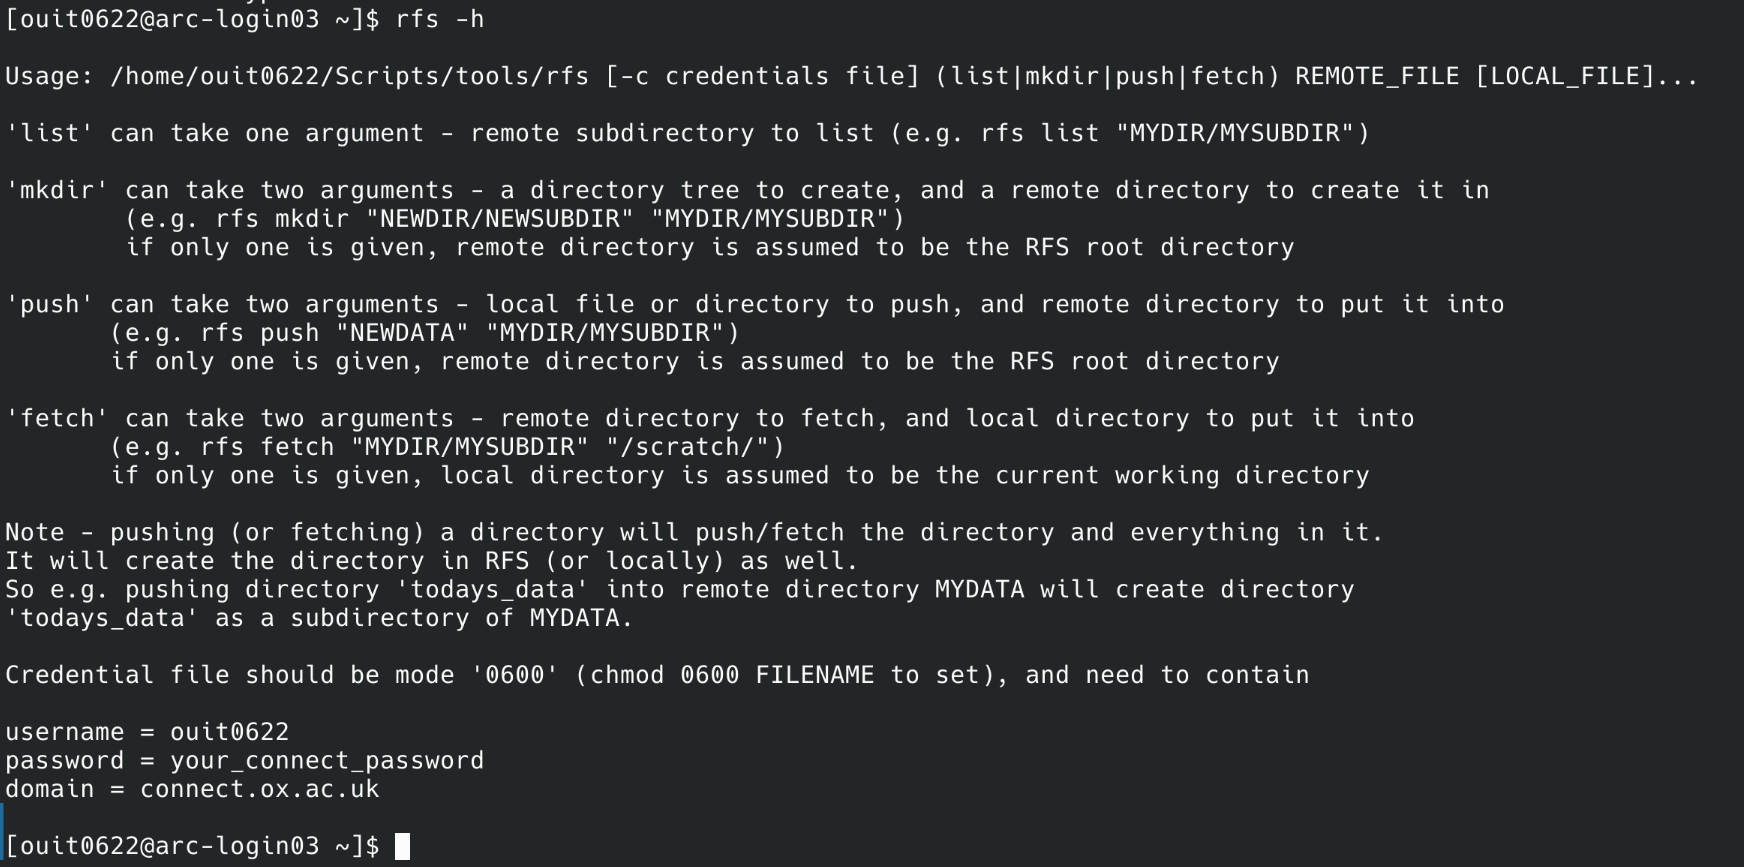 [ouit0622@arc-login03 ~]$ rfs -h
Usage: /home/ouit0622/Scripts/tools/rfs [-c credentials file] (list|mkdir|push|fetch) REMOTE_FILE [LOCAL_FILE]...
'list' can take one argument - remote subdirectory to list (e.g. rfs list "MYDIR/MYSUBDIR")
'mkdir' can take two arguments - a directory tree to create, and a remote directory to create it in
(e.g. rfs mkdir "NEWDIR/NEWSUBDIR" "MYDIR/MYSUBDIR")
if only one is given, remote directory is assumed to be the RFS root directory
'push' can take two arguments - local file or directory to push, and remote directory to put it into
(e.g. rfs push "NEWDATA" "MYDIR/MYSUBDIR")
if only one is given, remote directory is assumed to be the RFS root directory
'fetch' can take two arguments - remote directory to fetch, and local directory to put it into
(e.g. rfs fetch "MYDIR/MYSUBDIR" "/scratch/")
if only one is given, local directory is assumed to be the current working directory
Note - pushing (or fetching) a directory will push/fetch the directory and everything in it.
It will create the directory in RFS (or locally) as well.
So e.g. pushing directory 'todays_data' into remote directory MYDATA will create directory
'todays_data' as a subdirectory of MYDATA.
Credential file should be mode '0600' (chmod 0600 FILENAME to set), and need to contain
username = ouit0622
password = your_connect_password
domain = connect.ox.ac.uk
[ouit0622@arc-login03 ~]$